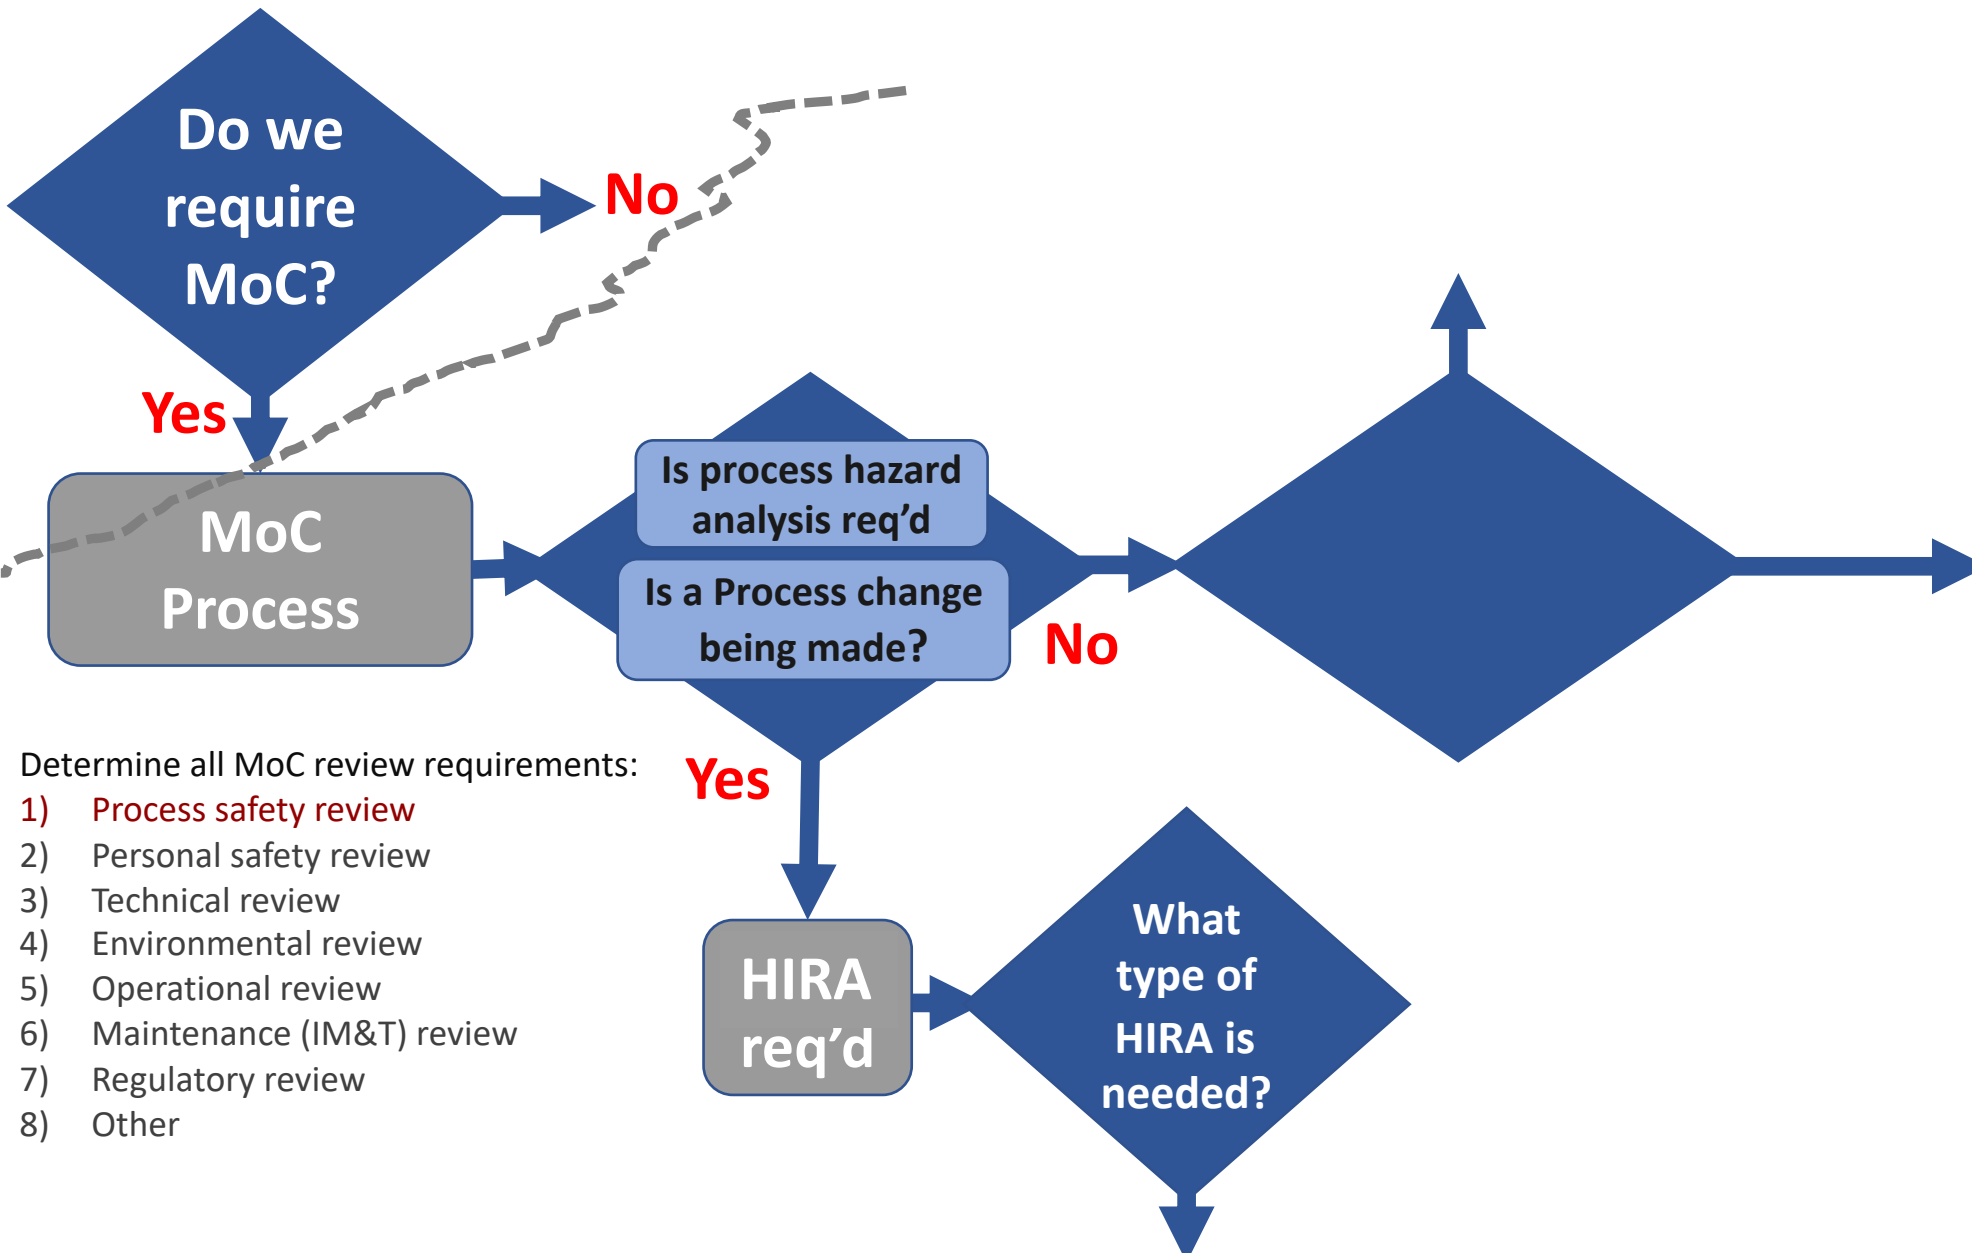 Do we
require
MoC?
No
Yes
MoC
Process
Is process hazard
analysis req’d
Is a Process change
being made?
No
Yes
Determine all MoC review requirements:
1) Process safety review
2) Personal safety review
3) Technical review
4) Environmental review
5) Operational review
6) Maintenance (IM&T) review
7) Regulatory review
8) Other
HIRA
req’d
What
type of
HIRA is
needed?